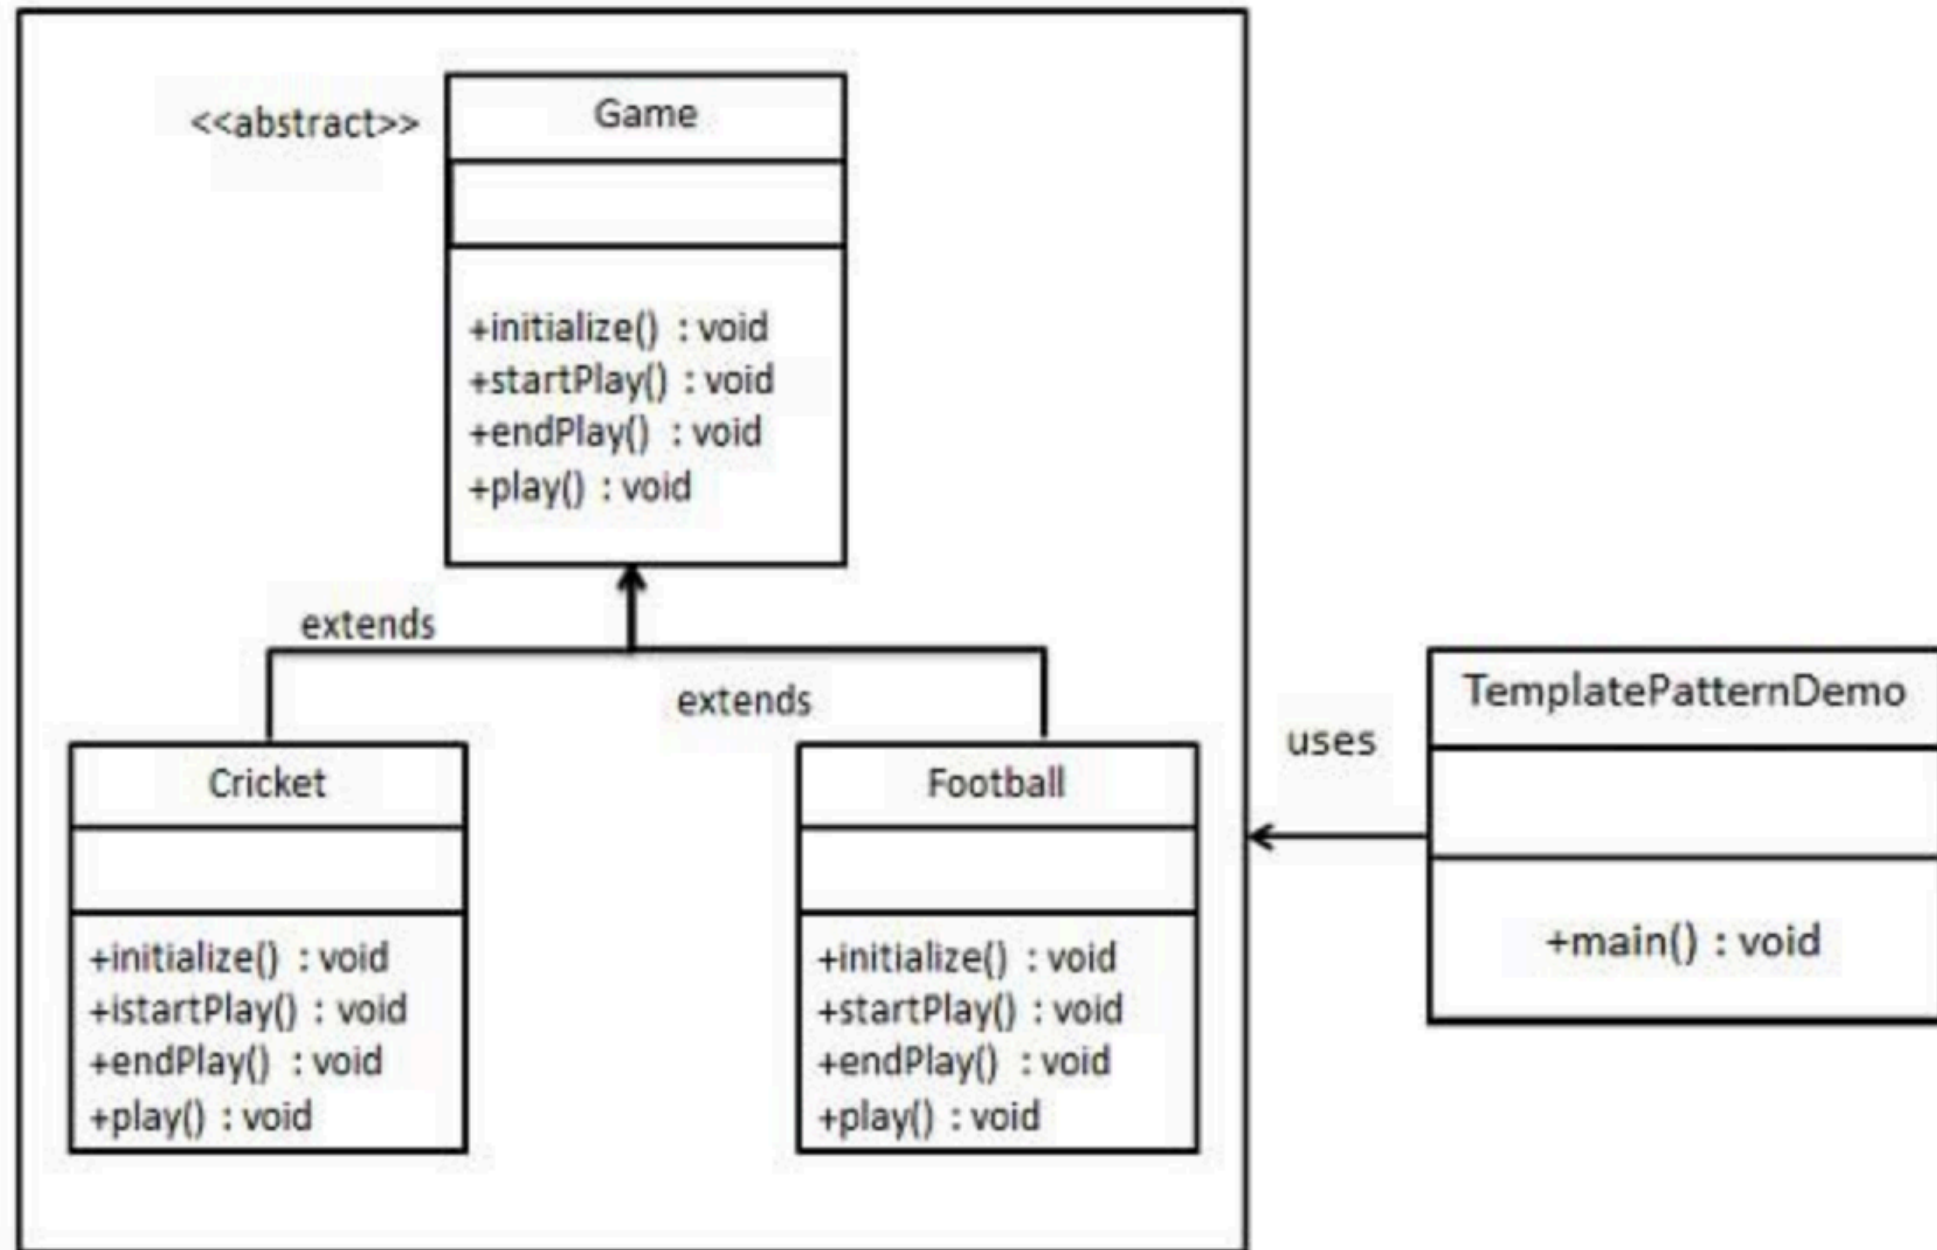 <<abstract>>
Game
+initialize() : void
+startPlay() : void
+endPlay() : void
+play() : void
extends
extends
Cricket
+initialize() : void
+istartPlay() : void
+endPlay() : void
+play() : void
Football
+initialize() : void
+startPlay() : void
+endPlay() : void
+play() : void
uses
TemplatePatternDemo
+main() : void